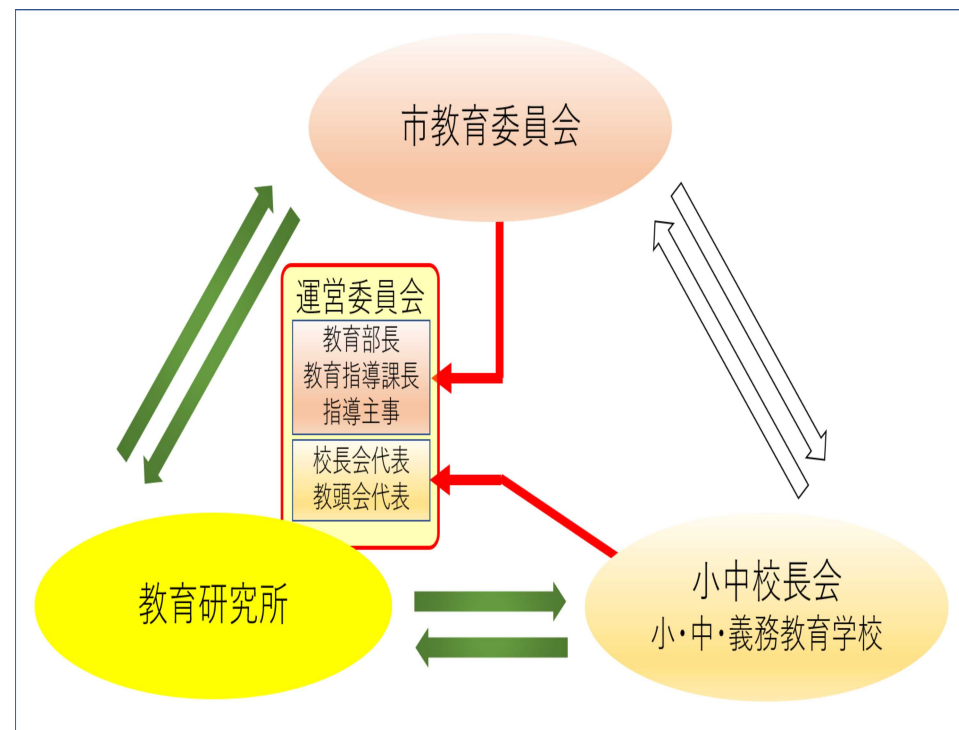 市教育委員会
運営委員会
教育部長
教育指導課長
指導主事
校長会代表
教頭会代表
教育研究所
小中校長会
小・中・義務教育学校